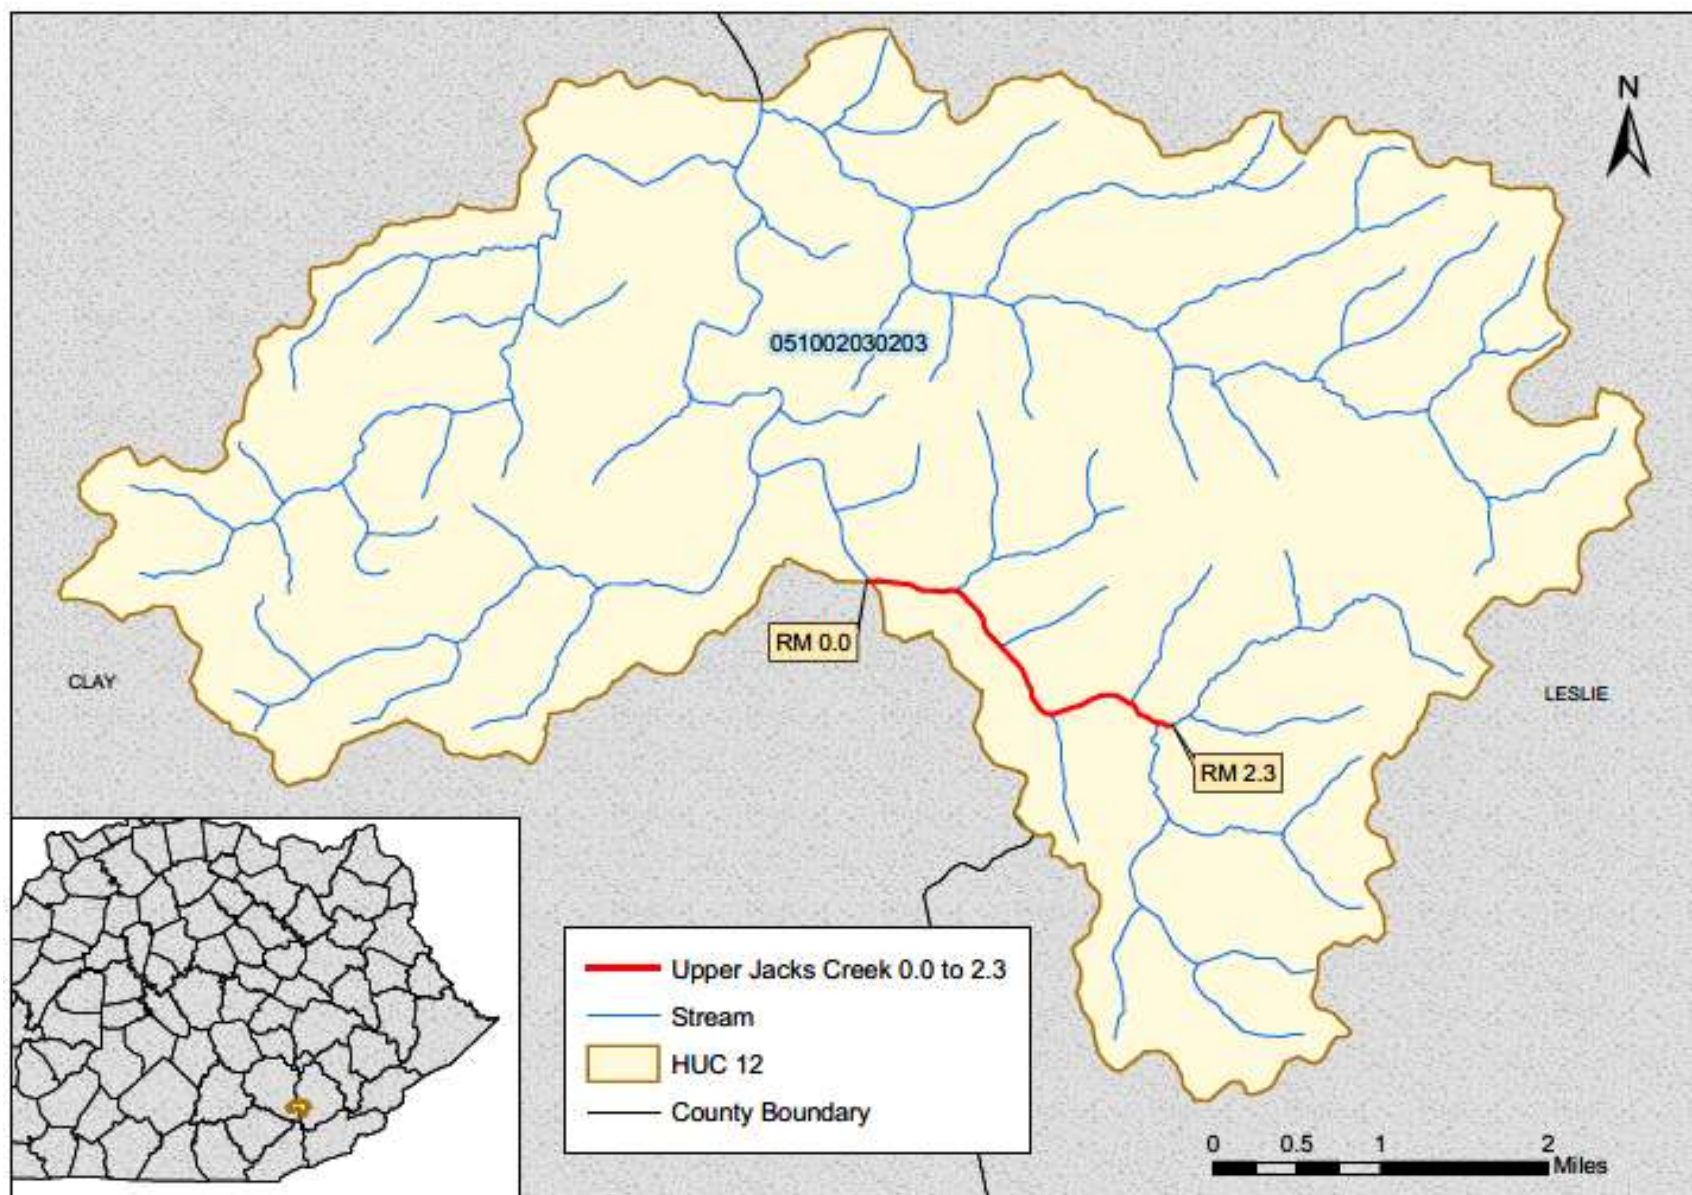 N
051002030203
RM 0.0
CLAY
LESLIE
RM 2.3
Upper Jacks Creek 0.0 to 2.3
Stream
HUC 12
County Boundary
0 0.5 1 2
Miles